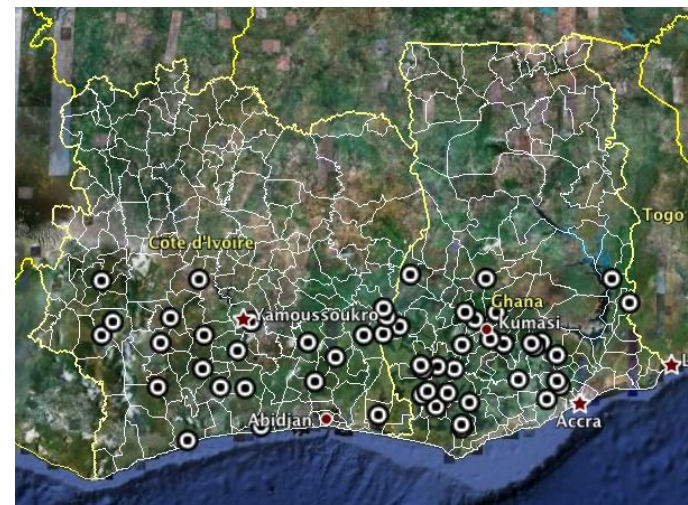 Togo
Cote d'Ivoire
Ghana
Yamoussoukro
Kumasi
Abidjan
Accra